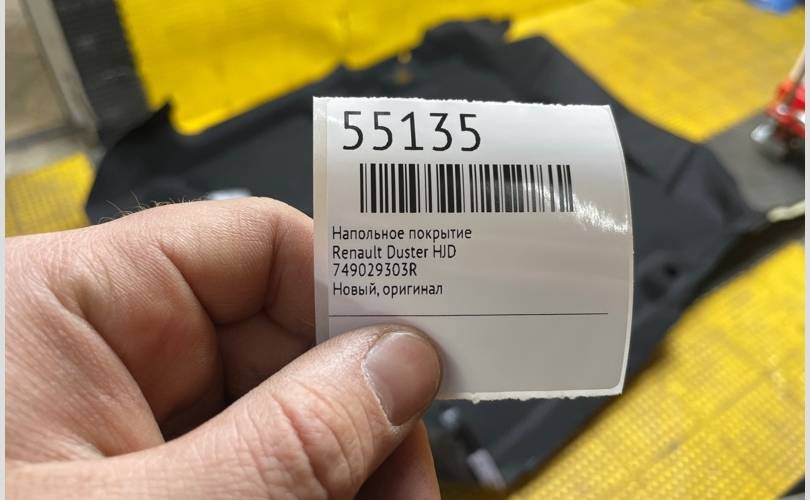 55135
Напольное покрытие
Renault Duster HJD
749029303R
Новый, оригинал